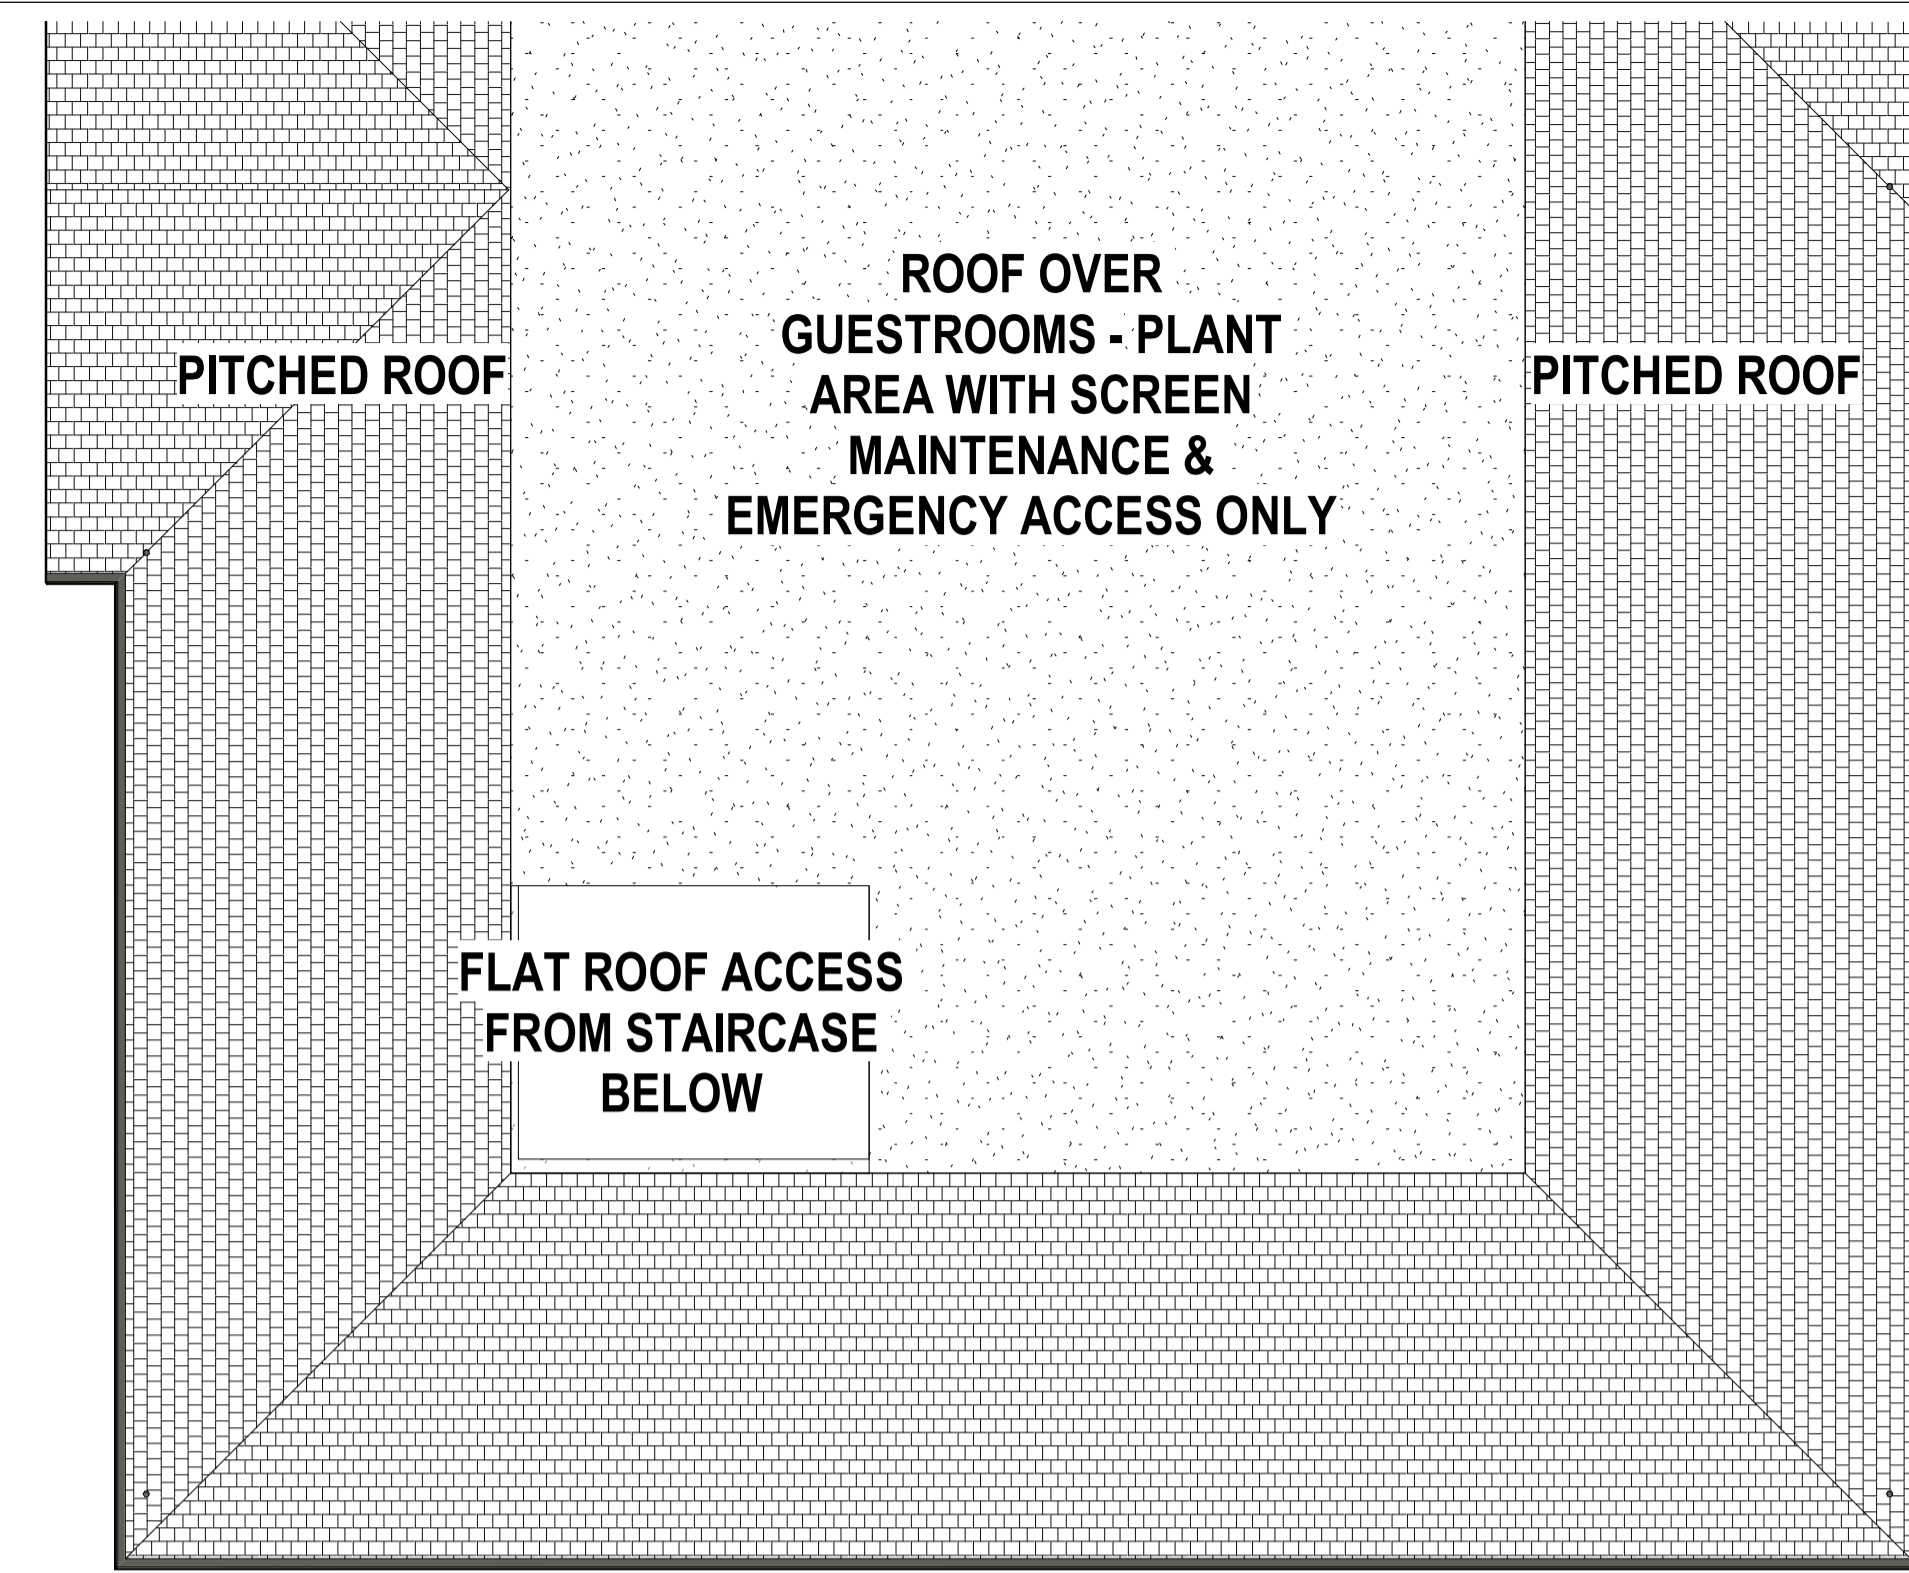 ROOF OVER
GUESTROOMS - PLANT
AREA WITH SCREEN
MAINTENANCE &
EMERGENCY ACCESS ONLY
PITCHED ROOF
PITCHED ROOF
FLAT ROOF ACCESS
FROM STAIRCASE
BELOW